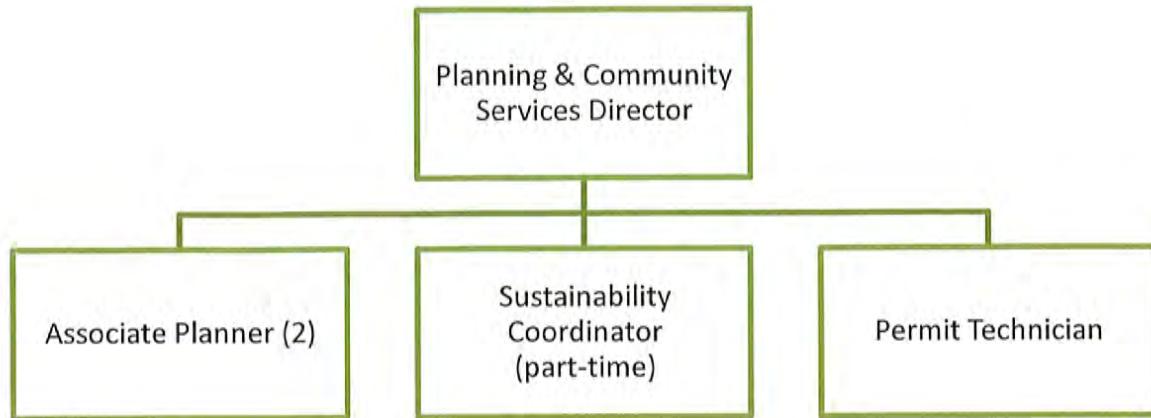 Planning & Community
Services Director
Associate Planner (2)
Sustainability
Coordinator
(part-time)
Permit Technician